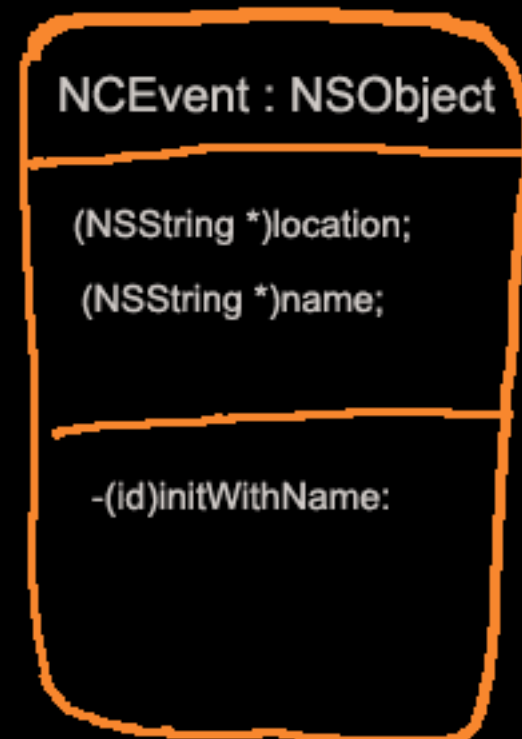 NCEvent : NSObject
(NSString *)location;
(NSString *)name;
-(id)initWithName: